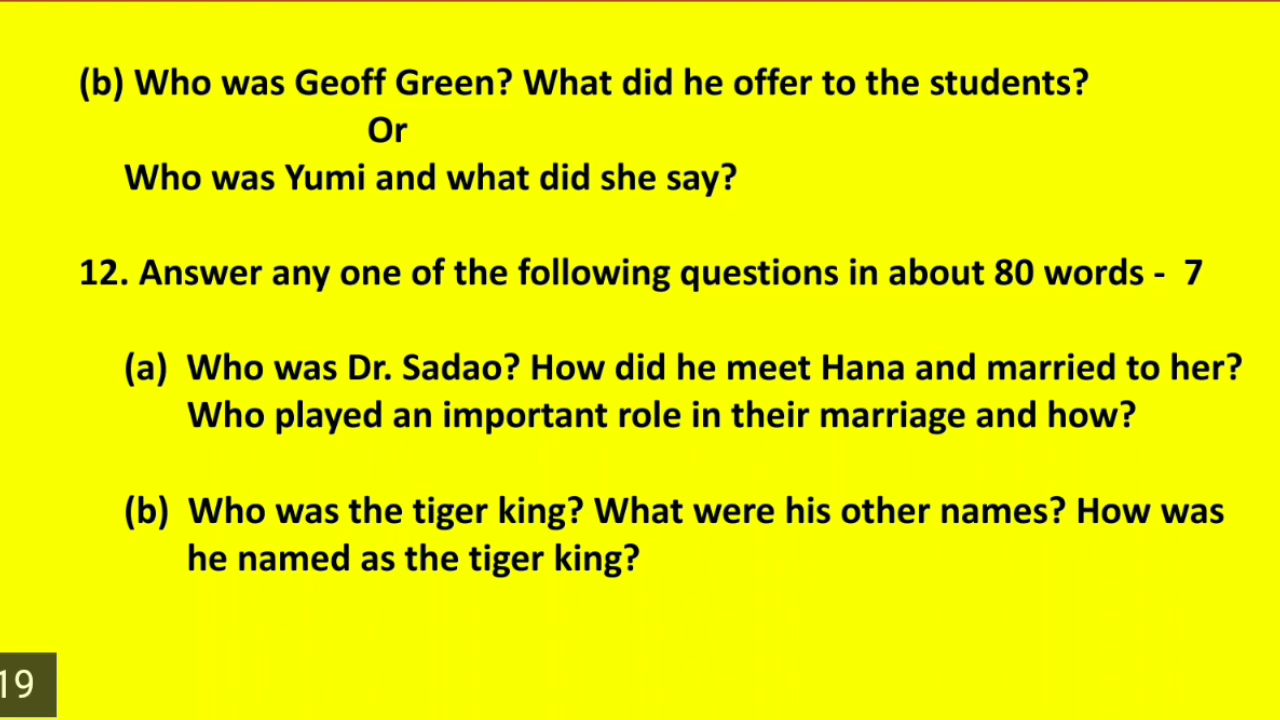 (b) Who was Geoff Green? What did he offer to the students?
Or
Who was Yumi and what did she say?
12. Answer any one of the following questions in about 80 words - 7
(a) Who was Dr. Sadao? How did he meet Hana and married to her?
Who played an important role in their marriage and how?
(b) Who was the tiger king? What were his other names? How was
he named as the tiger king?
19